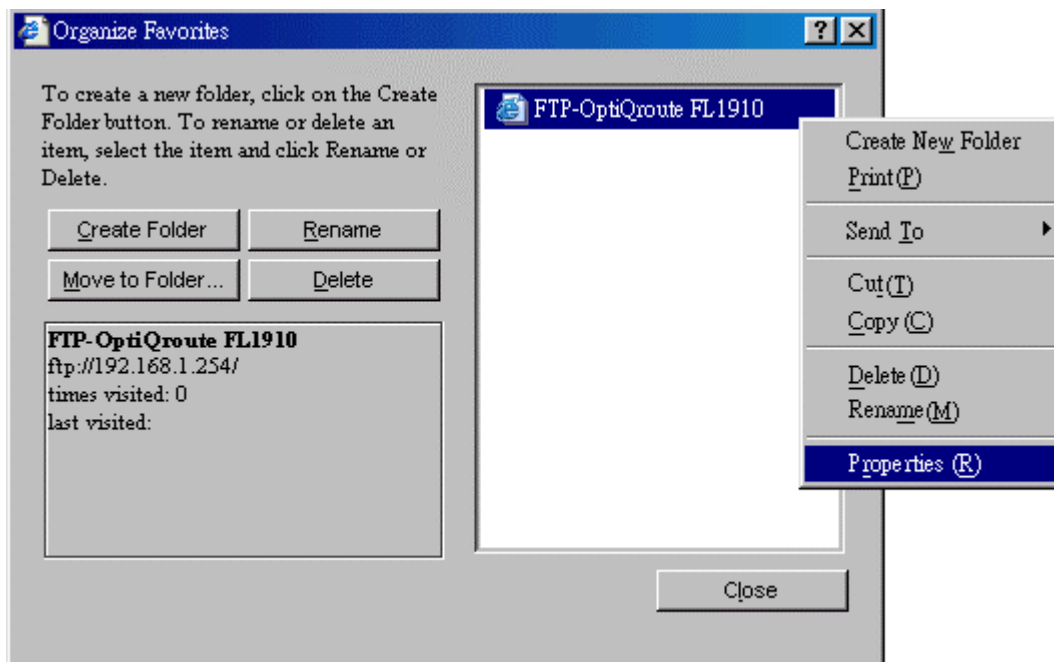 Organize Favorites
To create a new folder, click on the Create
Folder button. To rename or delete an
item, select the item and click Rename or
Delete.
Create Folder
Rename
Move to Folder...
Delete
FTP-OptiQroute FL1910
ftp://192.168.1.254/
times visited: 0
last visited:
FTP-OptiQroute FL1910
Create New Folder
Print(P)
Send To
Cut(T)
Copy (C)
Delete (D)
Rename(M)
Properties (R)
Close